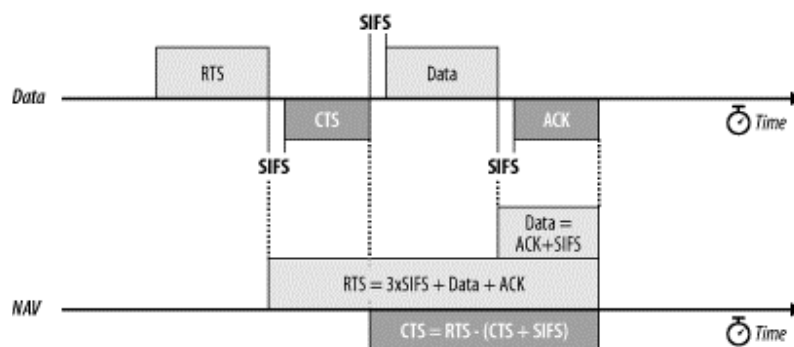 SIFS
RTS
Data
Data
CTS
ACK
Time
SIFS
SIFS
Data =
ACK+SIFS
RTS = 3xSIFS + Data + ACK
NAV
CTS = RTS - (CTS + SIFS)
Time